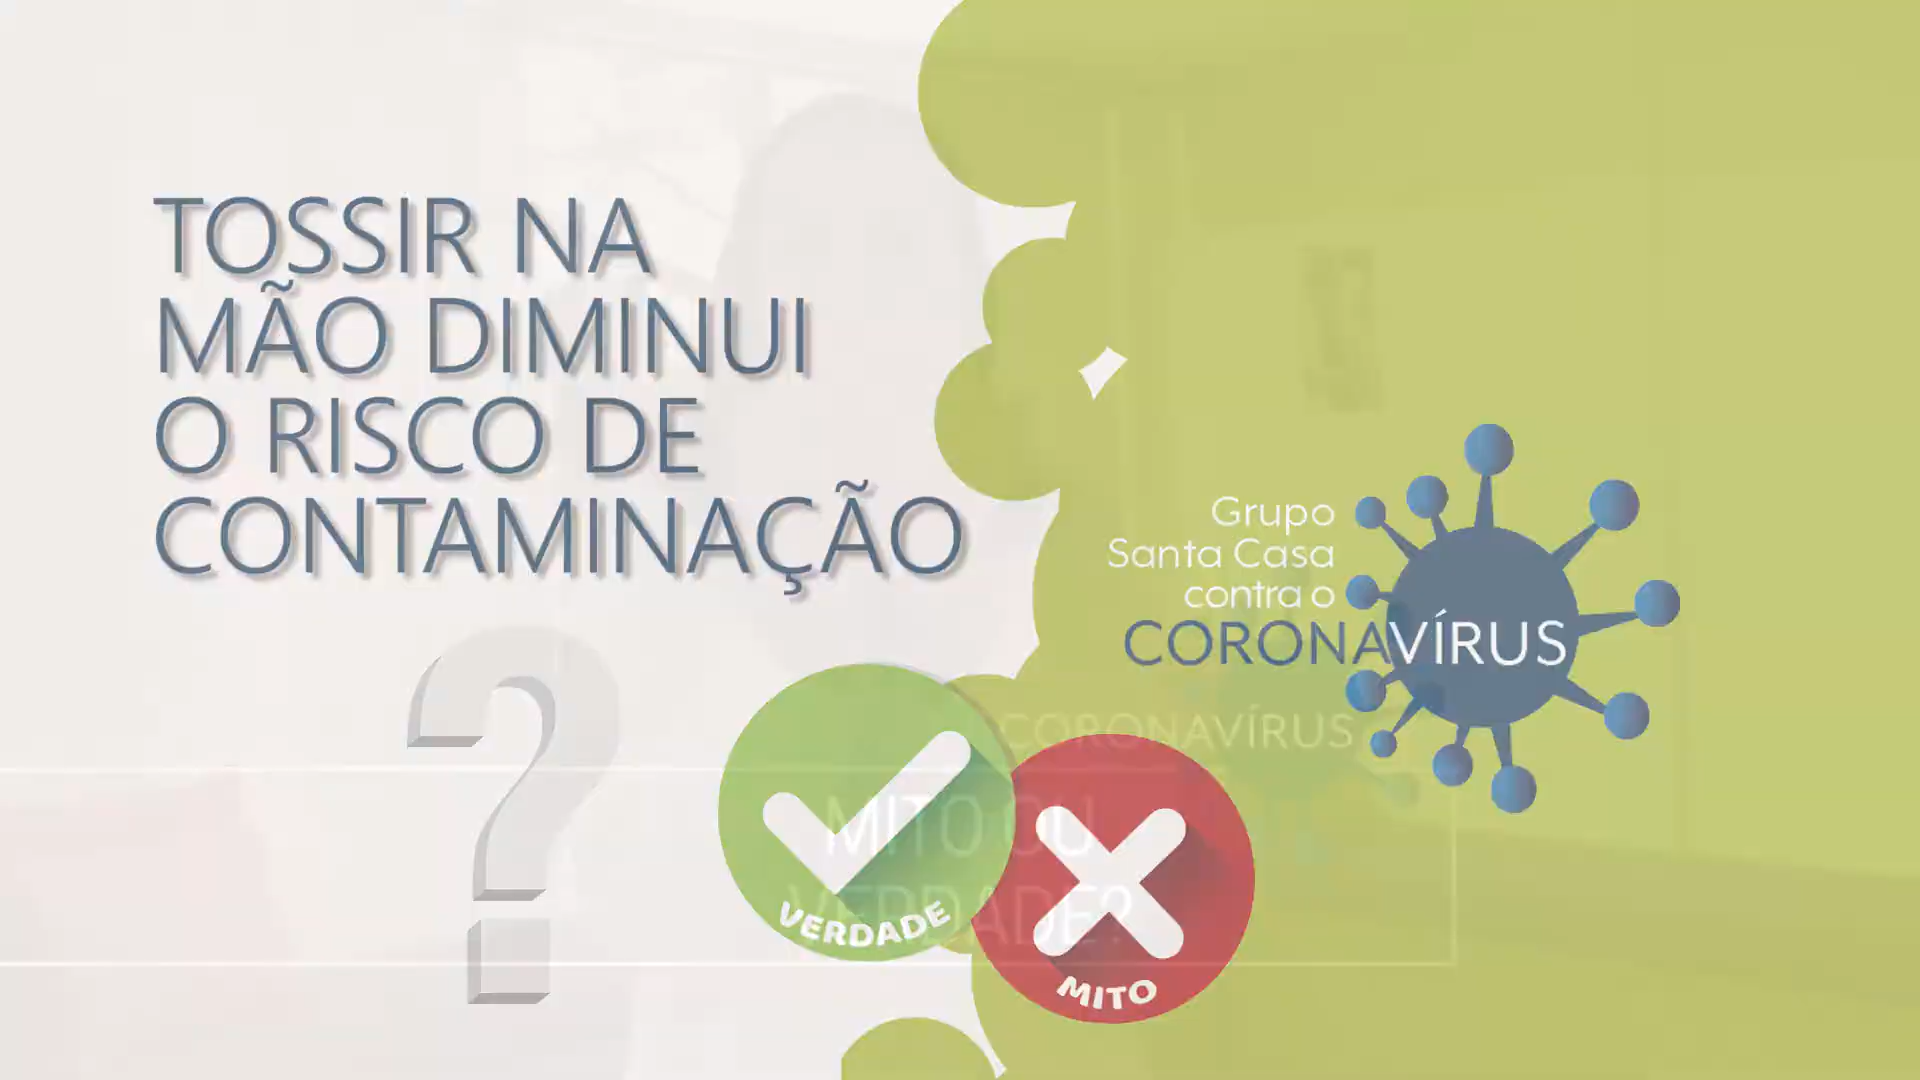 TOSSIR NA
MÃO DIMINUI
O RISCO DE
CONTAMINAÇÃO
?
Grupo
Santa Casa
contra o
CORONAVÍRUS
CORONAVÍRUS
MITO OU
VERDADE?
VERDADE
MITO